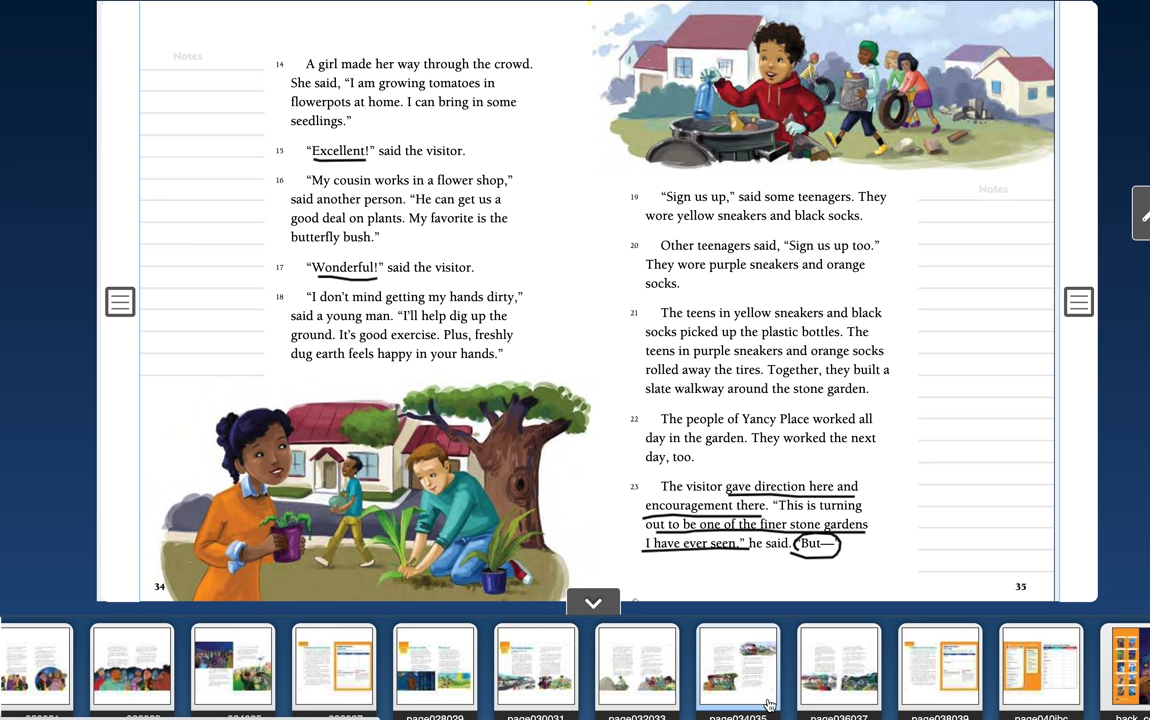 Notes
14 A girl made her way through the crowd.
She said, “I am growing tomatoes in
flowerpots at home. I can bring in some
seedlings.”
15 “Excellent!” said the visitor.
16 “My cousin works in a flower shop,”
said another person. “He can get us a
good deal on plants. My favorite is the
butterfly bush.”
17 “Wonderful!” said the visitor.
18 “I don’t mind getting my hands dirty,”
said a young man. “I’ll help dig up the
ground. It’s good exercise. Plus, freshly
dug earth feels happy in your hands.”
34
Notes
19 “Sign us up,” said some teenagers. They
wore yellow sneakers and black socks.
20 Other teenagers said, “Sign us up too.”
They wore purple sneakers and orange
socks.
21 The teens in yellow sneakers and black
socks picked up the plastic bottles. The
teens in purple sneakers and orange socks
rolled away the tires. Together, they built a
slate walkway around the stone garden.
22 The people of Yancy Place worked all
day in the garden. They worked the next
day, too.
23 The visitor gave direction here and
encouragement there. “This is turning
out to be one of the finer stone gardens
I have ever seen,” he said. “But—
35
page028029 page030031 page032033 page034035 page036037 page038039 page040ibc back_c